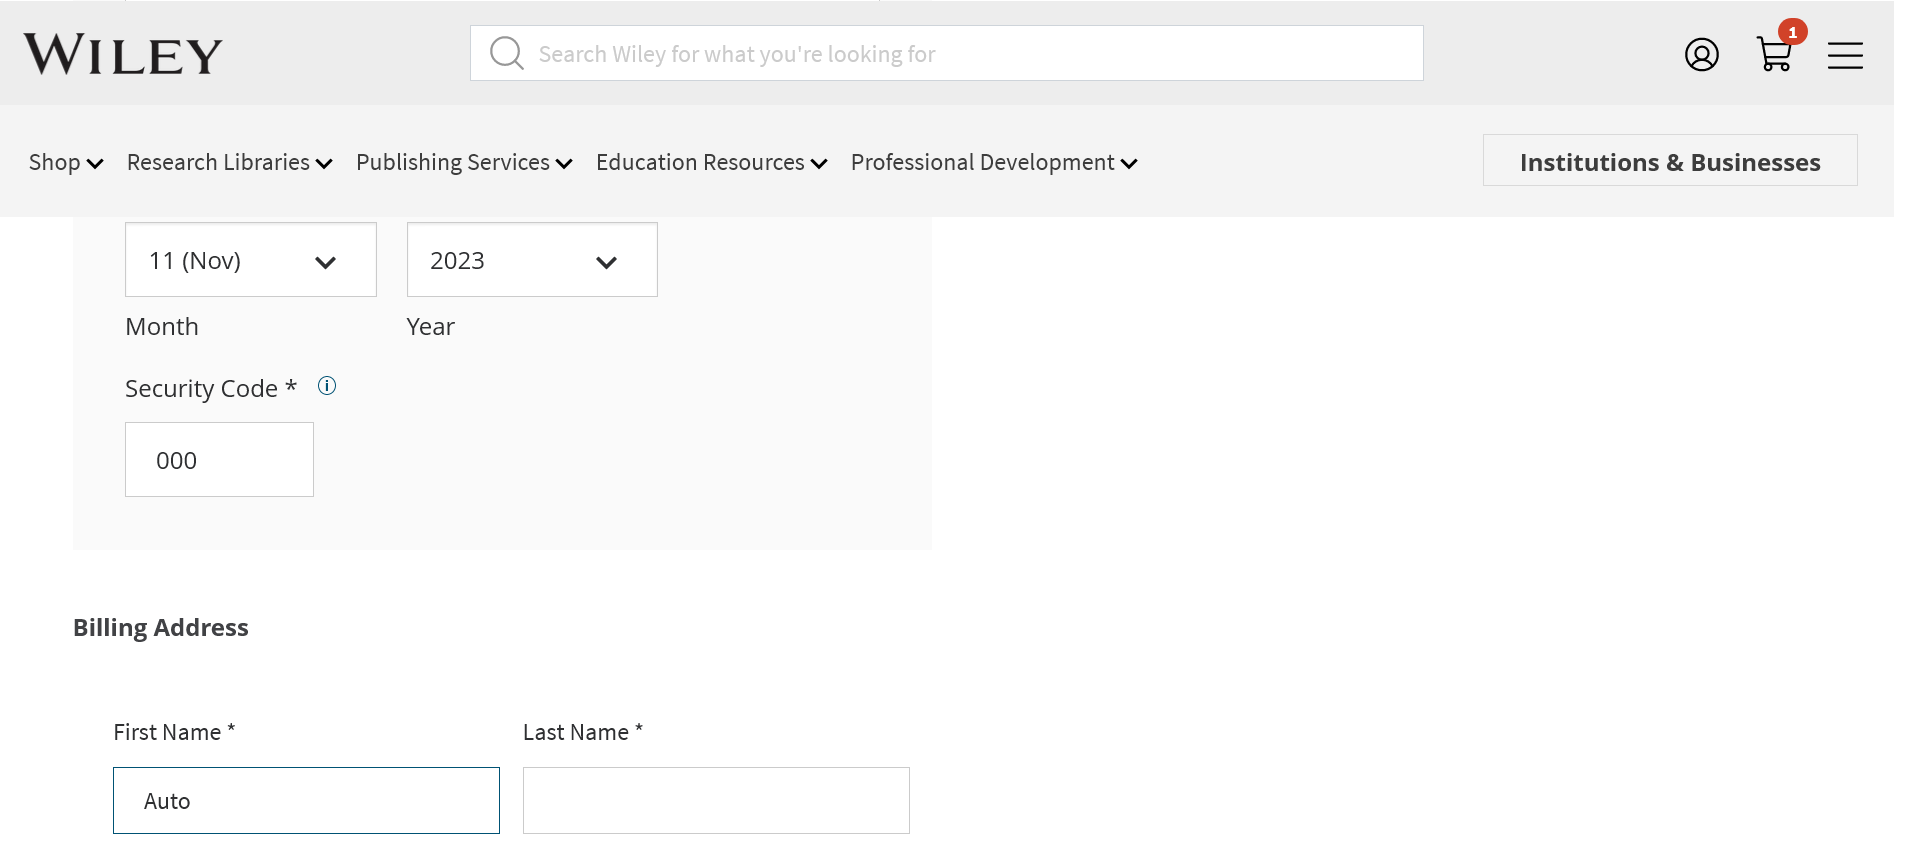 WILEY
Search Wiley for what you're looking for
1
Shop
Research Libraries
Publishing Services
Education Resources
Professional Development
Institutions & Businesses
11 (Nov)
2023
Month
Year
Security Code *
000
Billing Address
First Name *
Last Name *
Auto